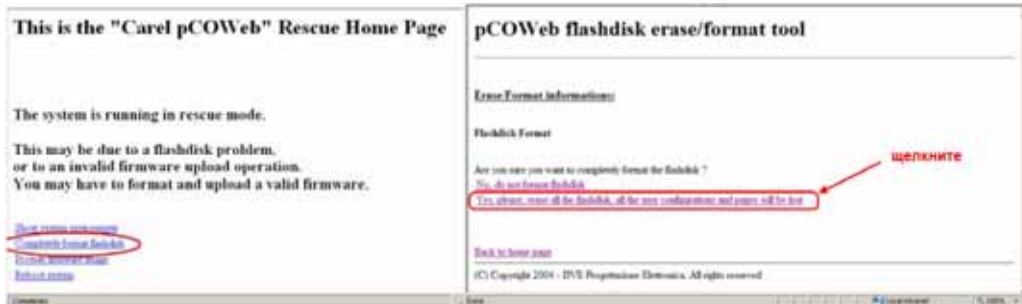 This is the "Carel pCOWeb" Rescue Home Page
The system is running in rescue mode.
This may be due to a flashdisk problem,
or to an invalid firmware upload operation.
You may have to format and upload a valid firmware.
Completely format flashdisk
Reboot system
pCOWeb flashdisk erase/format tool
Erase Format informations:
Flashdisk Format
Are you sure you want to completely format the flashdisk ?
No, do not format flashdisk
Yes, please, erase all the flashdisk, all the user configurations and pages will be lost
щелкните
Back to home page
(C) Copyright 2004 - DVE Progettazione Elettronica, All rights reserved